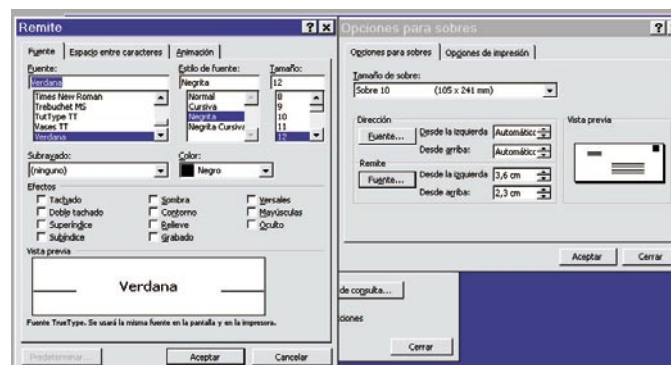 Remite
Fuente
Espacio entre caracteres
Animación
Fuente:
Verdana
Times New Roman
Trebuchet MS
TutType TT
Vases TT
Verdana
Estilo de fuente:
Negrita
Normal
Cursiva
Negrita
Negrita Cursiva
Tamaño:
12
8
9
10
11
12
Subrayado:
(ninguno)
Color:
Negro
Efectos
Tachado
Doble tachado
Superíndice
Subíndice
Sombra
Contorno
Relieve
Grabado
Versales
Mayúsculas
Oculto
Vista previa
Verdana
Fuente TrueType. Se usará la misma fuente en la pantalla y en la impresora.
Predeterminar...
Aceptar
Cancelar
Opciones para sobres
Opciones para sobres
Opciones de impresión
Tamaño de sobre:
Sobre 10 (105 x 241 mm)
Dirección
Fuente...
Desde la izquierda
Automático
Desde arriba:
Automático
Remite
Fuente...
Desde la izquierda
3,6 cm
Desde arriba:
2,3 cm
Vista previa
Aceptar
Cerrar
de consulta...
ciones
Cerrar